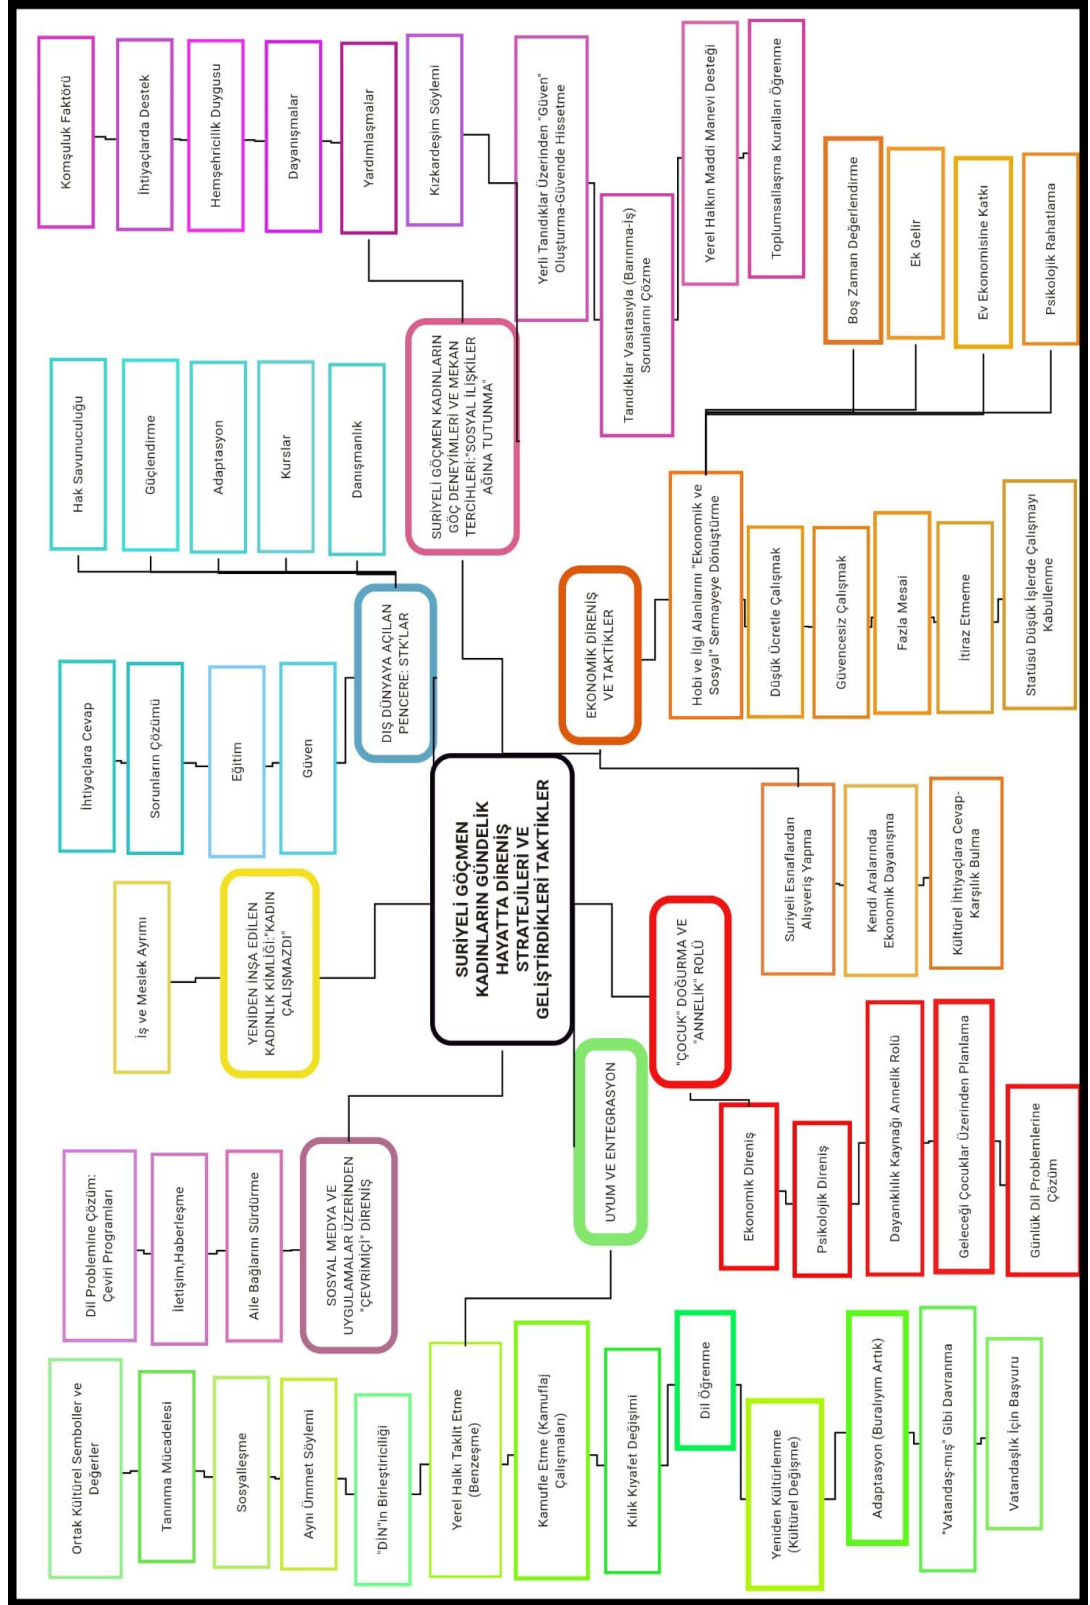 Ortak Kültürel Semboller ve
Değerler
Tanınma Mücadelesi
Sosyalleşme
Aynı Ümmet Söylemi
"DİN"in Birleştiriciliği
Yerel Halkı Taklit Etme
(Benzeşme)
Kamufle Etme (Kamuflaj
Çalışmaları)
Kılık Kıyafet Değişimi
Dil Öğrenme
Yeniden Kültürlenme
(Kültürel Değişme)
Adaptasyon (Buralıyım Artık)
"Vatandaş-mış" Gibi Davranma
Vatandaşlık İçin Başvuru
Dil Problemine Çözüm:
Çeviri Programları
İletişim,Haberleşme
Aile Bağlarını Sürdürme
SOSYAL MEDYA VE
UYGULAMALAR ÜZERİNDEN
"ÇEVRİMİÇİ" DİRENİŞ
UYUM VE ENTEGRASYON
Ekonomik Direniş
Psikolojik Direniş
Dayanıklılık Kaynağı Annelik Rolü
Geleceği Çocuklar Üzerinden Planlama
Günlük Dil Problemlerine
Çözüm
İş ve Meslek Ayrımı
YENİDEN İNŞA EDİLEN
KADINLIK KİMLİĞİ:"KADIN
ÇALIŞMAZDI"
SURİYELİ GÖÇMEN
KADINLARIN GÜNDELİK
HAYATTA DİRENİŞ
STRATEJİLERİ VE
GELİŞTİRDİKLERİ TAKTİKLER
"ÇOCUK" DOĞURMA VE
"ANNELİK" ROLÜ
İhtiyaçlara Cevap
Sorunların Çözümü
Eğitim
Güven
DIŞ DÜNYAYA AÇILAN
PENCERE: STK'LAR
Suriyeli Esnaflardan
Alışveriş Yapma
Kendi Aralarında
Ekonomik Dayanışma
Kültürel İhtiyaçlara Cevap-
Karşılık Bulma
Hak Savunuculuğu
Güçlendirme
Adaptasyon
Kurslar
Danışmanlık
SURİYELİ GÖÇMEN KADINLARIN
GÖÇ DENEYİMLERİ VE MEKAN
TERCİHLERİ:"SOSYAL İLİŞKİLER
AĞINA TUTUNMA"
EKONOMİK DİRENİŞ
VE TAKTİKLER
Hobi ve İlgi Alanlarını "Ekonomik ve
Sosyal" Sermayeye Dönüştürme
Düşük Ücretle Çalışmak
Güvencesiz Çalışmak
Fazla Mesai
İtiraz Etmeme
Statüsü Düşük İşlerde Çalışmayı
Kabullenme
Komşuluk Faktörü
İhtiyaçlarda Destek
Hemşehricilik Duygusu
Dayanışmalar
Yardımlaşmalar
Kızkardeşim Söylemi
Yerli Tanıdıklar Üzerinden "Güven"
Oluşturma-Güvende Hissetme
Tanıdıklar Vasıtasıyla (Barınma-İş)
Sorunlarını Çözme
Yerel Halkın Maddi Manevi Desteği
Toplumsallaşma Kuralları Öğrenme
Boş Zaman Değerlendirme
Ek Gelir
Ev Ekonomisine Katkı
Psikolojik Rahatlama